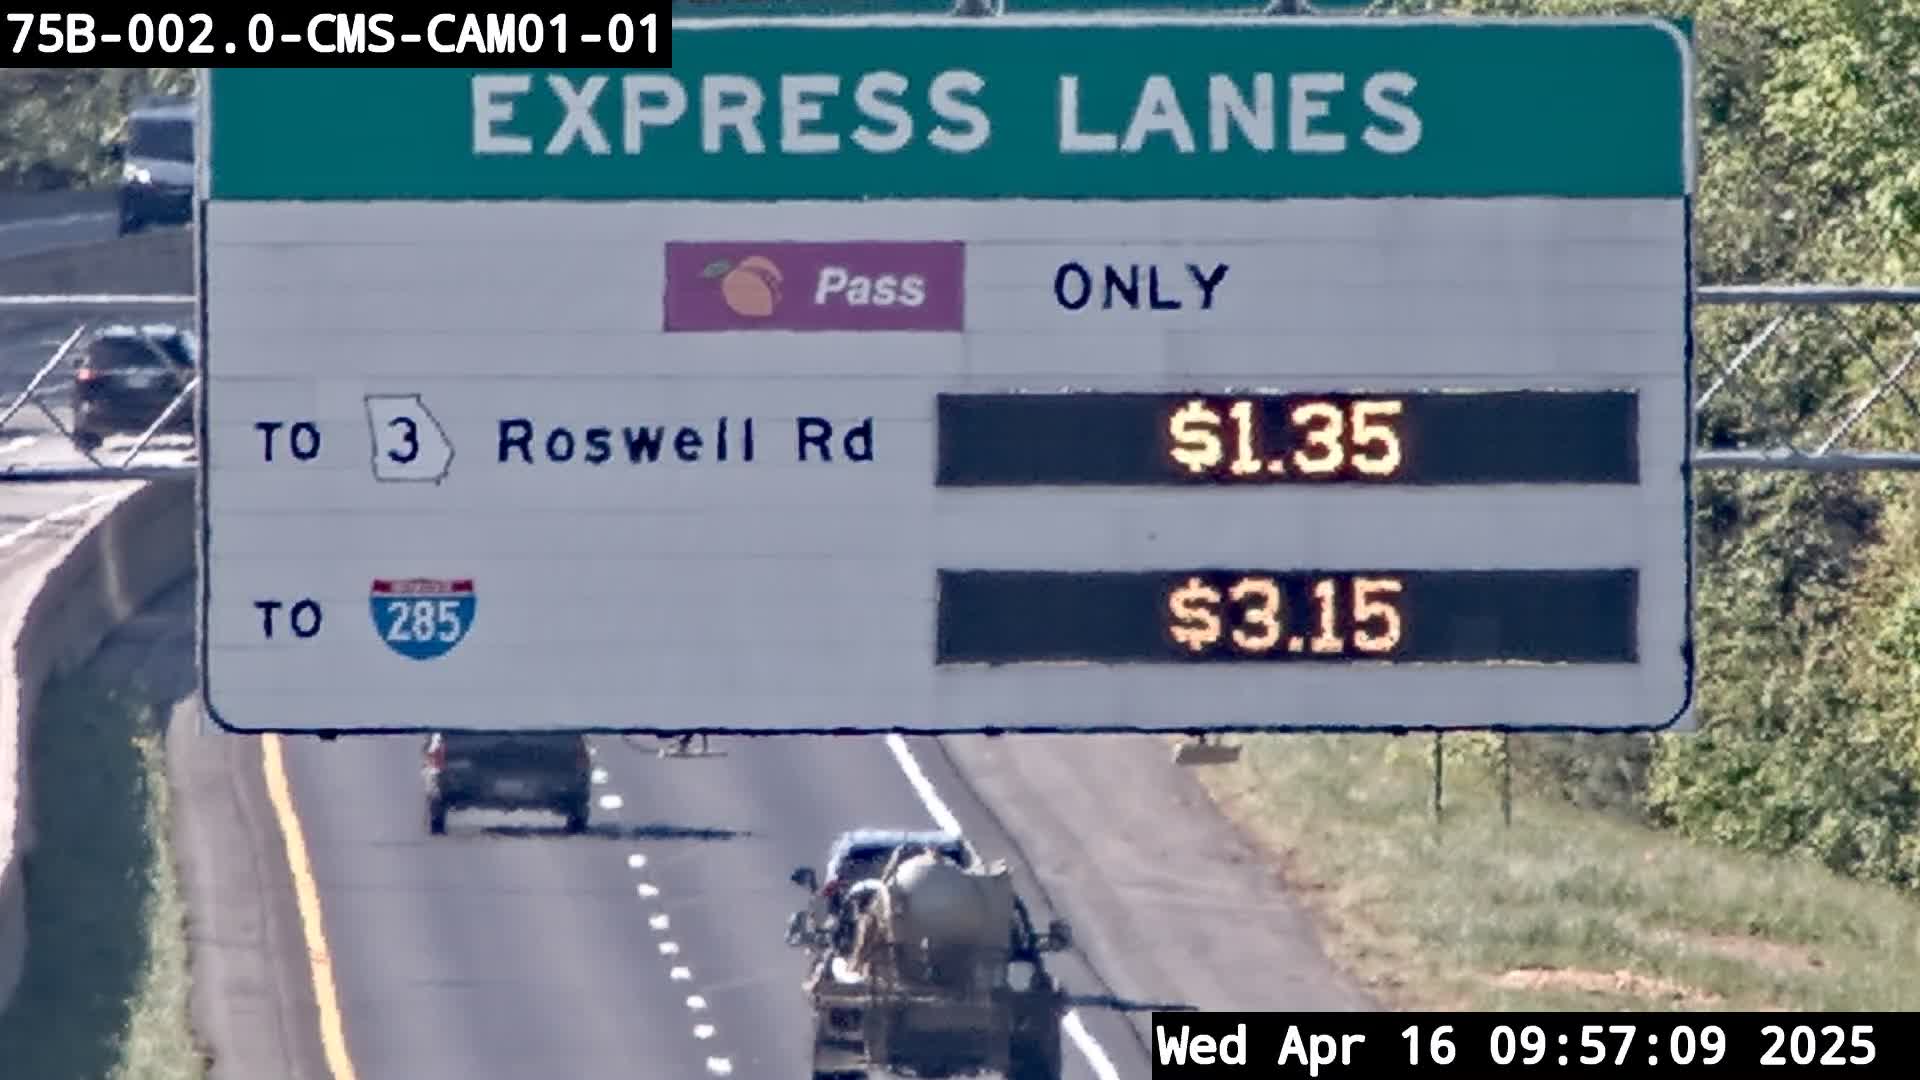 75B-002.0-CMS-CAM01-01
EXPRESS LANES
Pass ONLY
TO 3 Roswell Rd $1.35
TO 285 $3.15
Wed Apr 16 09:57:09 2025